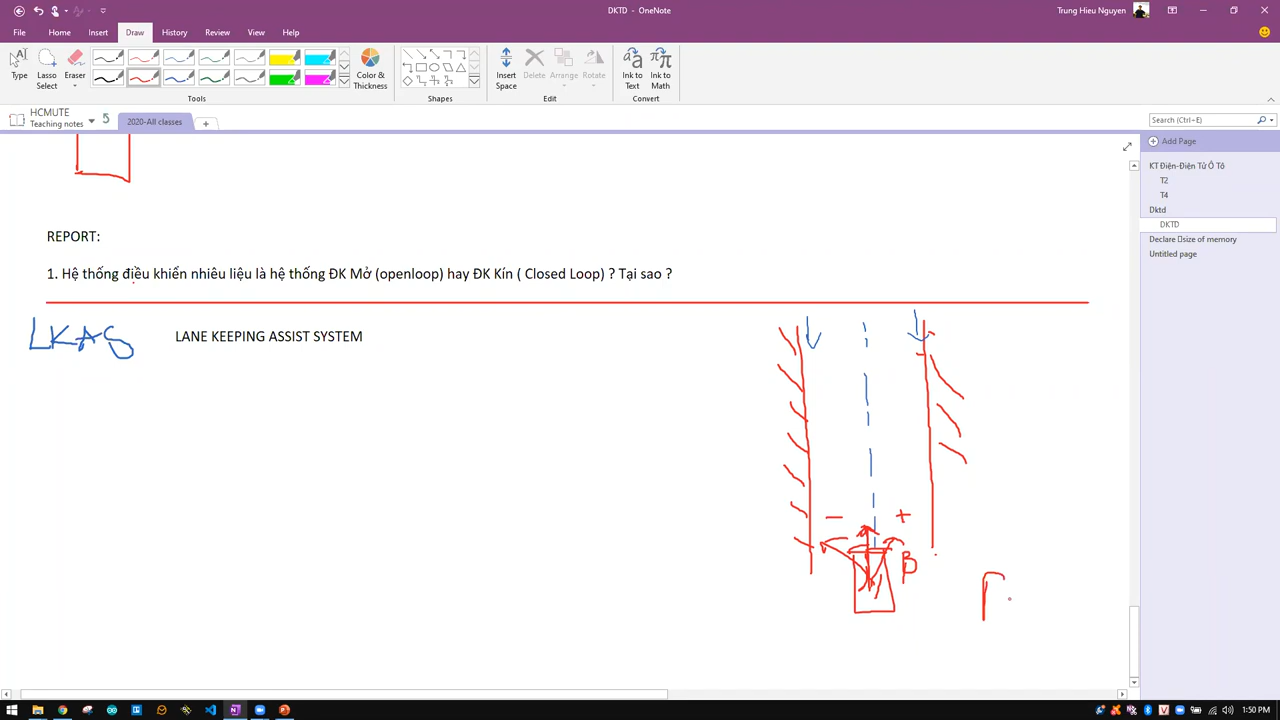 DKTD - OneNote
Trung Hieu Nguyen
File Home Insert Draw History Review View Help
Type
Lasso Select
Eraser
Color & Thickness
Insert Space
Delete
Arrange
Rotate
Ink to Text
Ink to Math
Tools
Shapes
Edit
Convert
HCMUTE
Teaching notes
2020-All classes
Search (Ctrl+E)
Add Page
KT Điện-Điện Tử Ô Tô
T2
T4
Dktd
DKTD
Declare size of memory
Untitled page
REPORT:
1. Hệ thống điều khiển nhiêu liệu là hệ thống ĐK Mở (openloop) hay ĐK Kín ( Closed Loop) ? Tại sao ?
LKAS
LANE KEEPING ASSIST SYSTEM
- +
B
1:50 PM